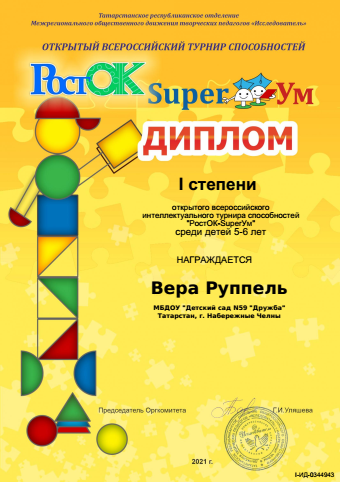 Татарстанское республиканское отделение
Межрегионального общественного движения творческих педагогов «Исследователь»
ОТКРЫТЫЙ ВСЕРОССИЙСКИЙ ТУРНИР СПОСОБНОСТЕЙ
РостОК
Super Ум
ДИПЛОМ
I степени
открытого всероссийского
интеллектуального турнира способностей
"РостОК-SuperУм"
среди детей 5-6 лет
НАГРАЖДАЕТСЯ
Вера Руппель
МБДОУ "Детский сад N59 "Дружба"
Татарстан, г. Набережные Челны
Председатель Оргкомитета
Г.И.Уляшева
2021 г.
I-ИД-0344943